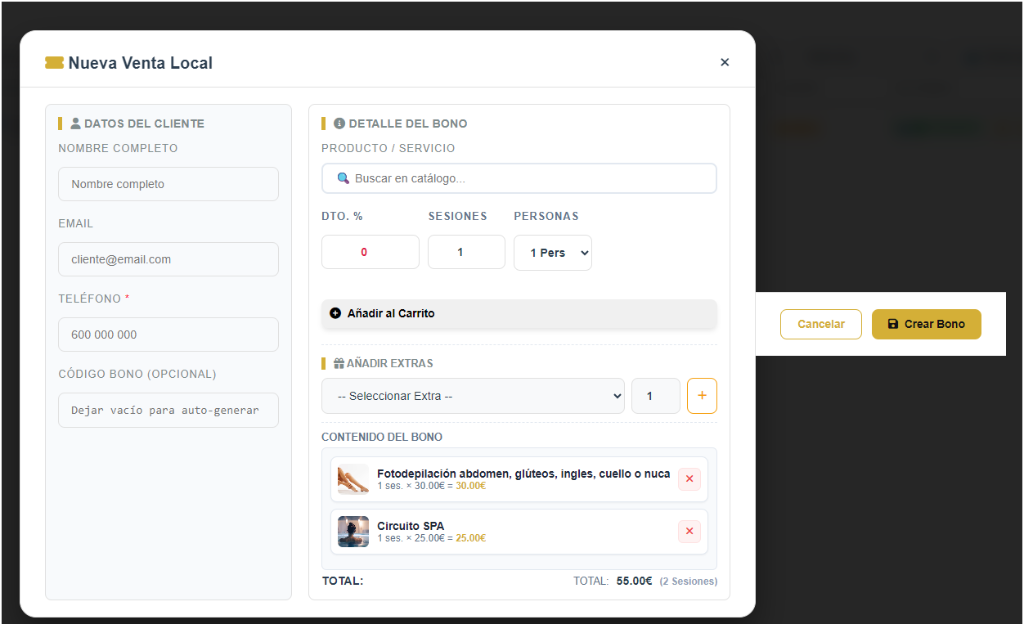 Nueva Venta Local
×
DATOS DEL CLIENTE
NOMBRE COMPLETO
Nombre completo
EMAIL
cliente@email.com
TELÉFONO *
600 000 000
CÓDIGO BONO (OPCIONAL)
Dejar vacío para auto-generar
DETALLE DEL BONO
PRODUCTO / SERVICIO
Buscar en catálogo...
DTO. % SESIONES PERSONAS
0 1 1 Pers
Añadir al Carrito
AÑADIR EXTRAS
-- Seleccionar Extra -- 1 +
CONTENIDO DEL BONO
Fotodepilación abdomen, glúteos, ingles, cuello o nuca
1 ses. × 30.00€ = 30.00€
×
Circuito SPA
1 ses. × 25.00€ = 25.00€
×
TOTAL: TOTAL: 55.00€ (2 Sesiones)
Cancelar Crear Bono